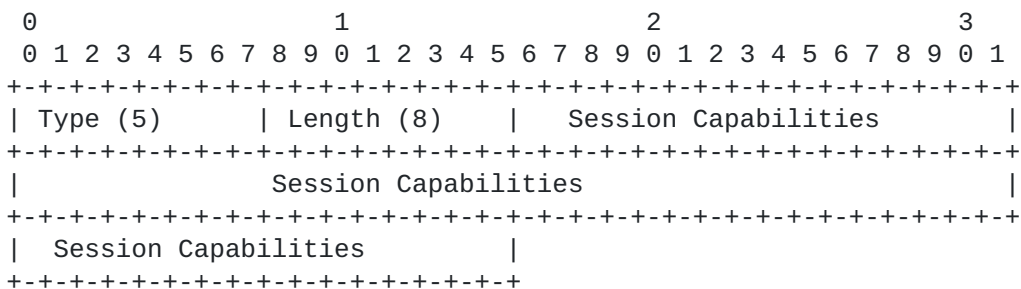 0                   1                   2                   3
 0 1 2 3 4 5 6 7 8 9 0 1 2 3 4 5 6 7 8 9 0 1 2 3 4 5 6 7 8 9 0 1
+-+-+-+-+-+-+-+-+-+-+-+-+-+-+-+-+-+-+-+-+-+-+-+-+-+-+-+-+-+-+-+-+
| Type (5)      | Length (8)    |   Session Capabilities        |
+-+-+-+-+-+-+-+-+-+-+-+-+-+-+-+-+-+-+-+-+-+-+-+-+-+-+-+-+-+-+-+-+
|                Session Capabilities                           |
+-+-+-+-+-+-+-+-+-+-+-+-+-+-+-+-+-+-+-+-+-+-+-+-+-+-+-+-+-+-+-+-+
|  Session Capabilities         |
+-+-+-+-+-+-+-+-+-+-+-+-+-+-+-+-+